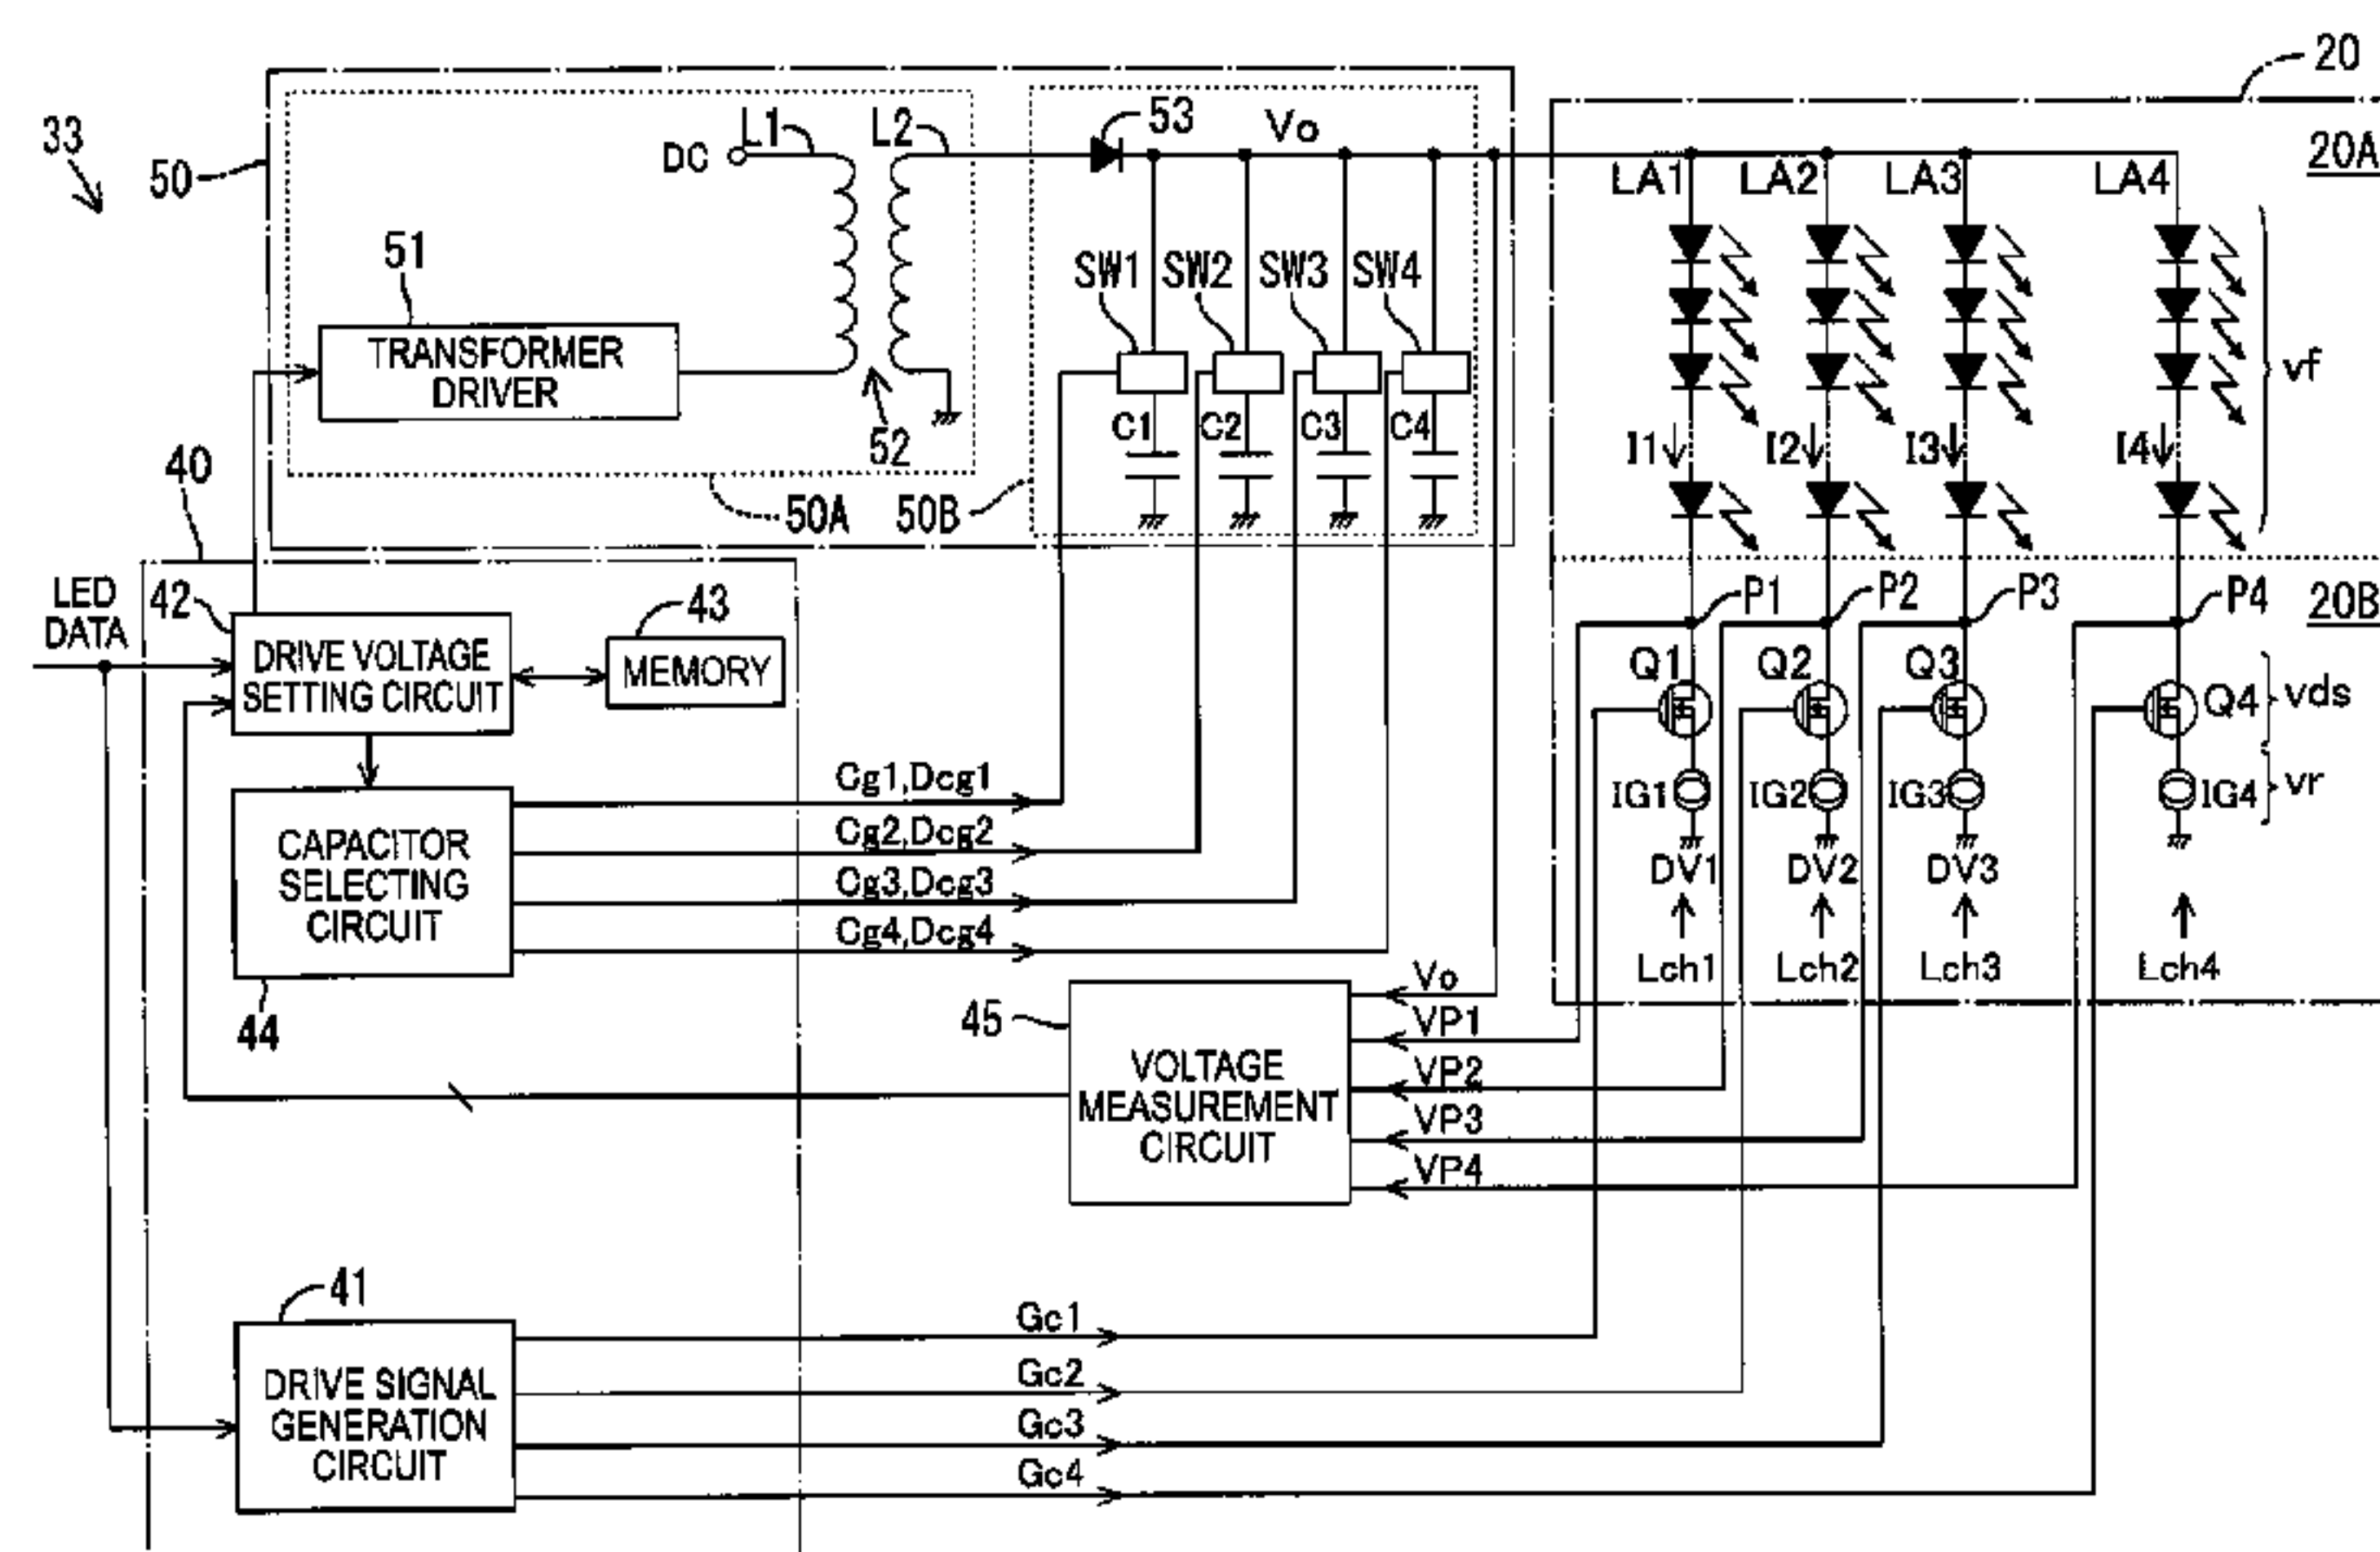 20
33
50
DC
L1
L2
53
Vo
LA1
LA2
LA3
LA4
20A
51
TRANSFORMER
DRIVER
SW1
SW2
SW3
SW4
52
C1
C2
C3
C4
vf
I1
I2
I3
I4
40
50A
50B
LED
DATA
42
DRIVE VOLTAGE
SETTING CIRCUIT
43
MEMORY
P1
P2
P3
P4
20B
Q1
Q2
Q3
Q4
vds
IG1
IG2
IG3
IG4
vr
CAPACITOR
SELECTING
CIRCUIT
44
Cg1,Dcg1
Cg2,Dcg2
Cg3,Dcg3
Cg4,Dcg4
DV1
DV2
DV3
Lch1
Lch2
Lch3
Lch4
45
VOLTAGE
MEASUREMENT
CIRCUIT
Vo
VP1
VP2
VP3
VP4
41
DRIVE SIGNAL
GENERATION
CIRCUIT
Gc1
Gc2
Gc3
Gc4